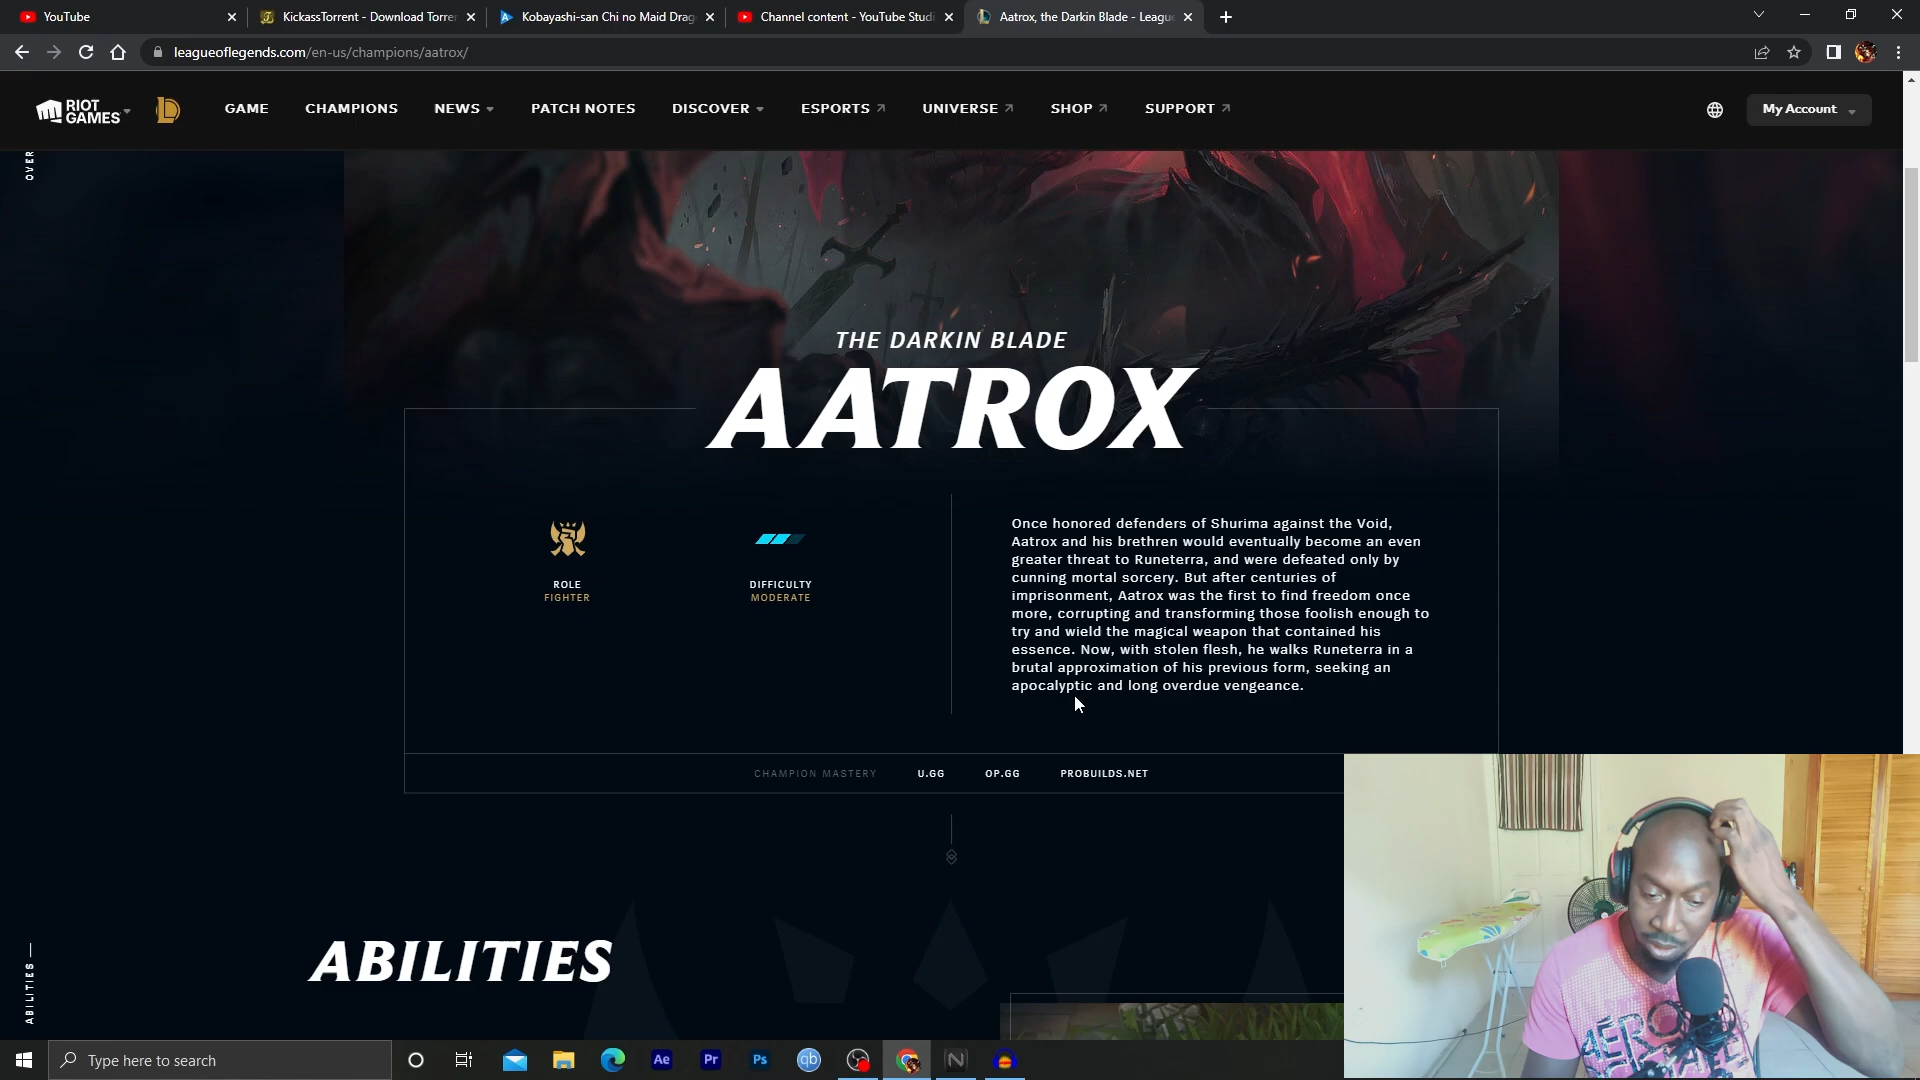 YouTube
KickassTorrent - Download Torren
Kobayashi-san Chi no Maid Drag
Channel content - YouTube Studi
Aatrox, the Darkin Blade - Leagu
leagueoflegends.com/en-us/champions/aatrox/
RIOT GAMES
GAME
CHAMPIONS
NEWS
PATCH NOTES
DISCOVER
ESPORTS
UNIVERSE
SHOP
SUPPORT
My Account
OVER
THE DARKIN BLADE
AATROX
ROLE
FIGHTER
DIFFICULTY
MODERATE
Once honored defenders of Shurima against the Void,
Aatrox and his brethren would eventually become an even
greater threat to Runeterra, and were defeated only by
cunning mortal sorcery. But after centuries of
imprisonment, Aatrox was the first to find freedom once
more, corrupting and transforming those foolish enough to
try and wield the magical weapon that contained his
essence. Now, with stolen flesh, he walks Runeterra in a
brutal approximation of his previous form, seeking an
apocalyptic and long overdue vengeance.
CHAMPION MASTERY
U.GG
OP.GG
PROBUILDS.NET
ABILITIES
ABILITIES
AERO
Type here to search
Ae
Pr
Ps
qb
N